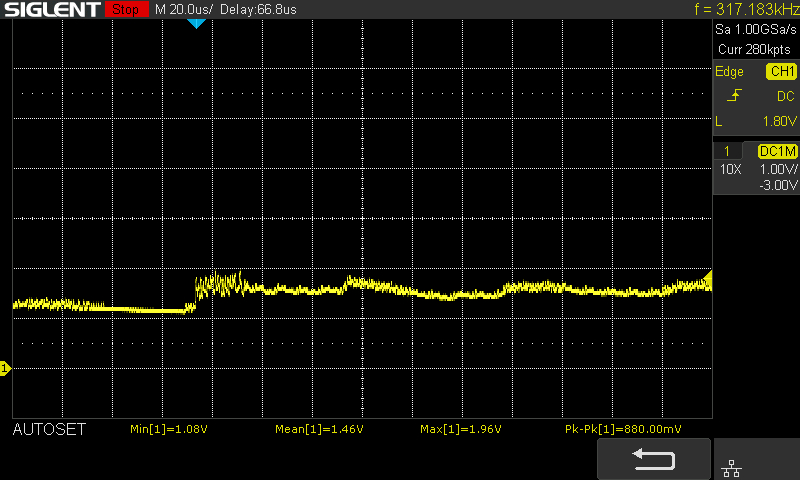 SIGLENT Stop M 20.0us/ Delay:66.8us f = 317.183kHz
Sa 1.00GSa/s
Curr 280kpts
Edge CH1
DC
L 1.80V
1 DC1M
10X 1.00V/
-3.00V
1
AUTOSET Min[1]=1.08V Mean[1]=1.46V Max[1]=1.96V Pk-Pk[1]=880.00mV